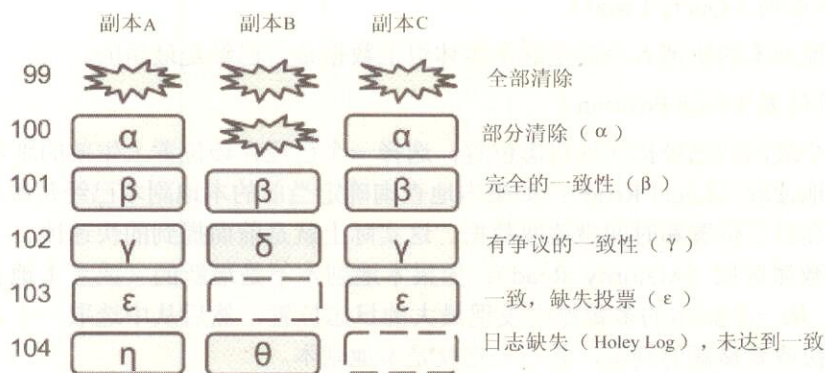 副本A 副本B 副本C
99 全部清除
100 α α 部分清除（α）
101 β β β 完全的一致性（β）
102 γ δ γ 有争议的一致性（γ）
103 ε ε 一致，缺失投票（ε）
104 η θ 日志缺失（Holey Log），未达到一致